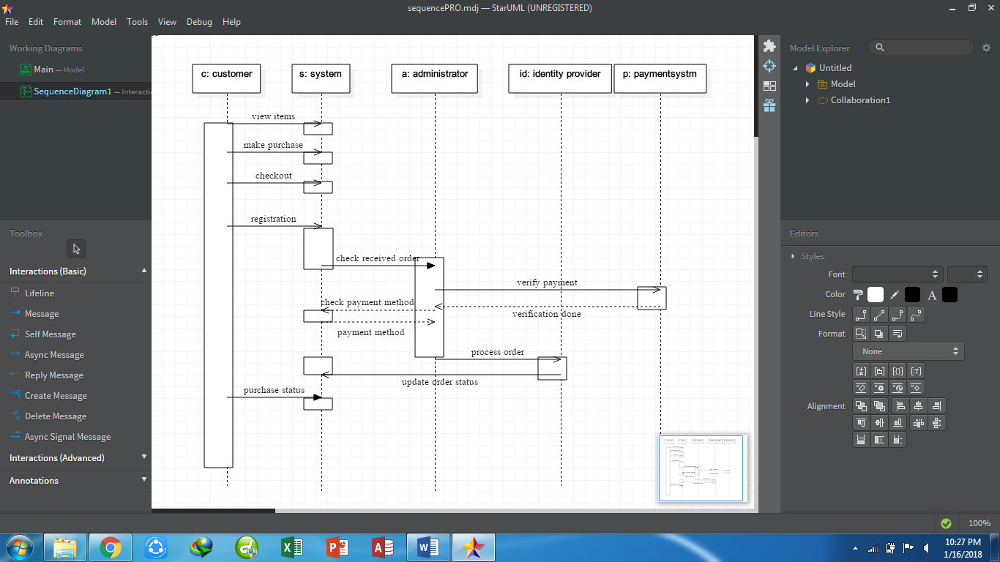 sequencePRO.mdj — StarUML (UNREGISTERED)
File Edit Format Model Tools View Debug Help
Working Diagrams
Main — Model
SequenceDiagram1 — Interactio
Toolbox
Interactions (Basic)
Lifeline
Message
Self Message
Async Message
Reply Message
Create Message
Delete Message
Async Signal Message
Interactions (Advanced)
Annotations
c: customer s: system a: administrator id: identity provider p: paymentsystm
view items
make purchase
checkout
registration
check received order
verify payment
check payment method
verification done
payment method
process order
update order status
purchase status
Model Explorer
Untitled
Model
Collaboration1
Editors
Styles
Font
Color
A
Line Style
Format
None
Alignment
100%
10:27 PM
1/16/2018